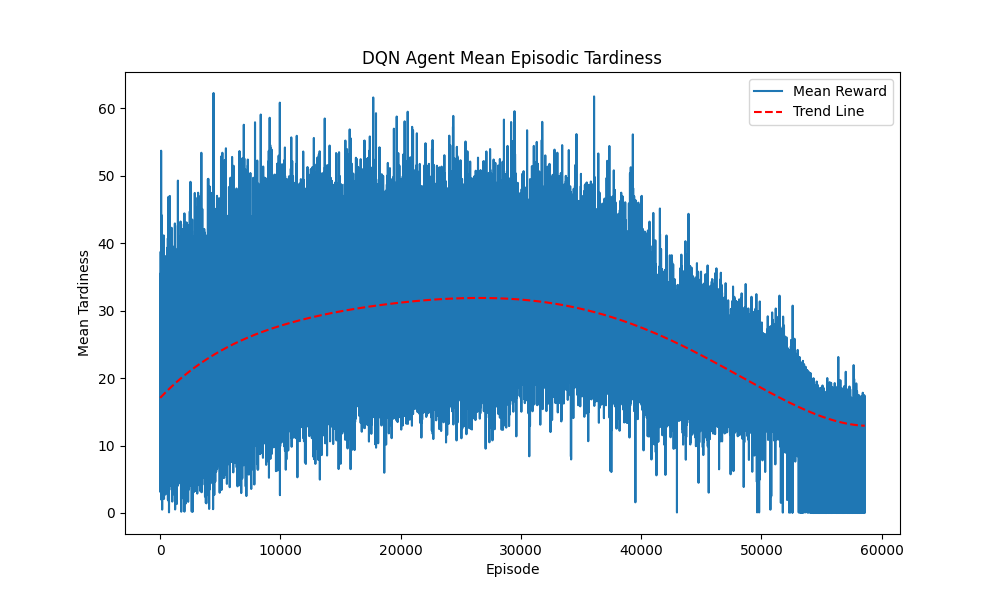 DQN Agent Mean Episodic Tardiness
Mean Reward
Trend Line
60
50
40
30
20
10
0
Mean Tardiness
0 10000 20000 30000 40000 50000 60000
Episode